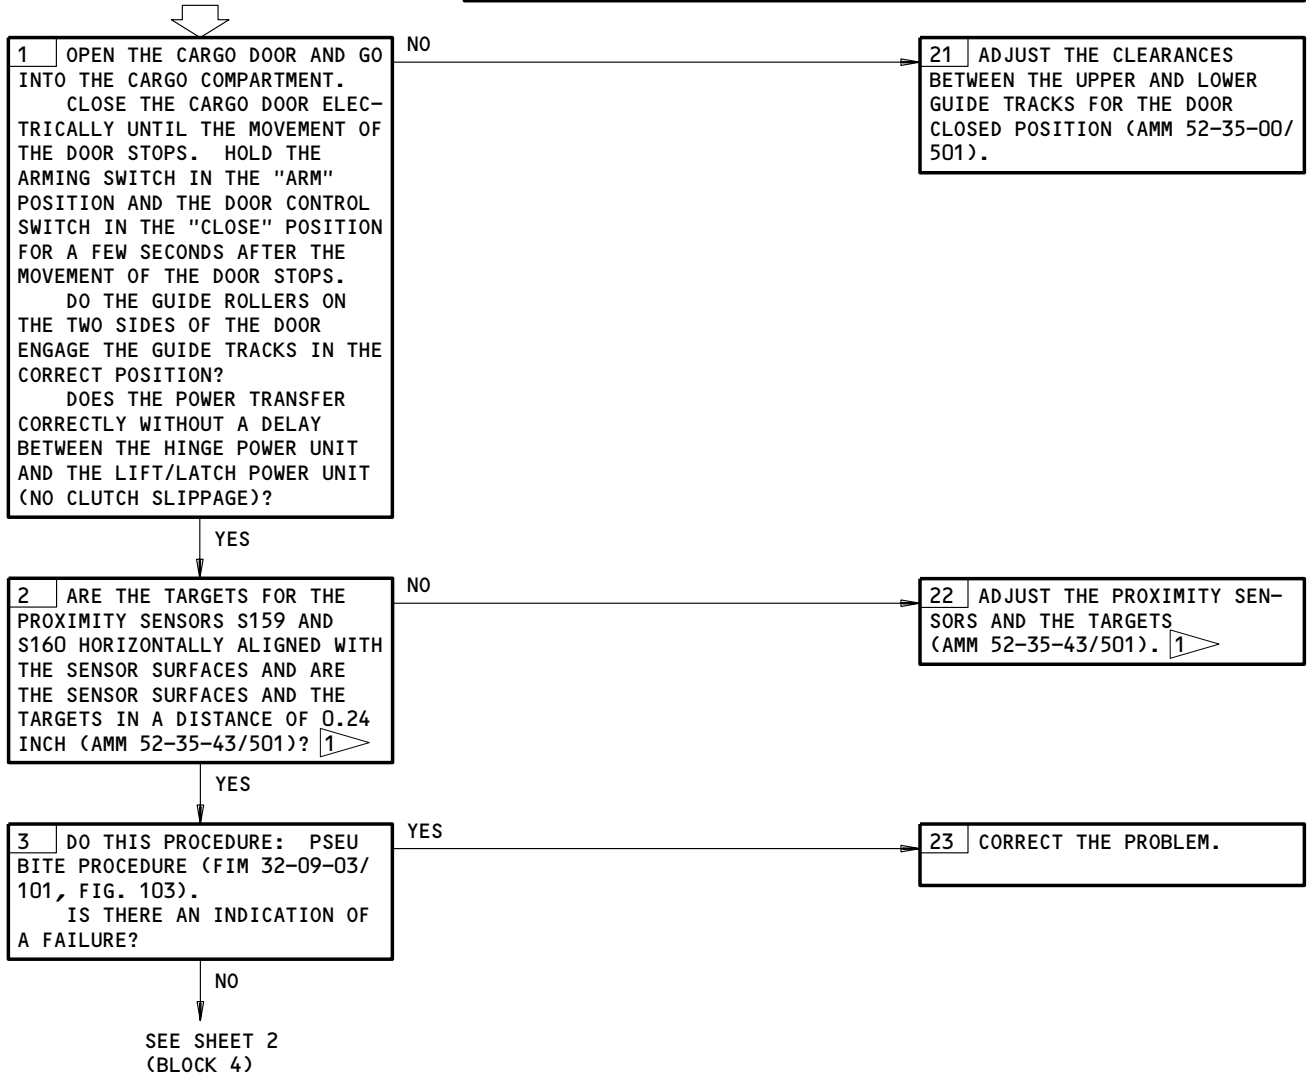 1 OPEN THE CARGO DOOR AND GO
INTO THE CARGO COMPARTMENT.
CLOSE THE CARGO DOOR ELEC-
TRICALLY UNTIL THE MOVEMENT OF
THE DOOR STOPS. HOLD THE
ARMING SWITCH IN THE "ARM"
POSITION AND THE DOOR CONTROL
SWITCH IN THE "CLOSE" POSITION
FOR A FEW SECONDS AFTER THE
MOVEMENT OF THE DOOR STOPS.
DO THE GUIDE ROLLERS ON
THE TWO SIDES OF THE DOOR
ENGAGE THE GUIDE TRACKS IN THE
CORRECT POSITION?
DOES THE POWER TRANSFER
CORRECTLY WITHOUT A DELAY
BETWEEN THE HINGE POWER UNIT
AND THE LIFT/LATCH POWER UNIT
(NO CLUTCH SLIPPAGE)?
NO
21 ADJUST THE CLEARANCES
BETWEEN THE UPPER AND LOWER
GUIDE TRACKS FOR THE DOOR
CLOSED POSITION (AMM 52-35-00/
501).
YES
2 ARE THE TARGETS FOR THE
PROXIMITY SENSORS S159 AND
S160 HORIZONTALLY ALIGNED WITH
THE SENSOR SURFACES AND ARE
THE SENSOR SURFACES AND THE
TARGETS IN A DISTANCE OF 0.24
INCH (AMM 52-35-43/501)? 1
NO
22 ADJUST THE PROXIMITY SEN-
SORS AND THE TARGETS
(AMM 52-35-43/501). 1
YES
3 DO THIS PROCEDURE: PSEU
BITE PROCEDURE (FIM 32-09-03/
101, FIG. 103).
IS THERE AN INDICATION OF
A FAILURE?
YES
23 CORRECT THE PROBLEM.
NO
SEE SHEET 2
(BLOCK 4)